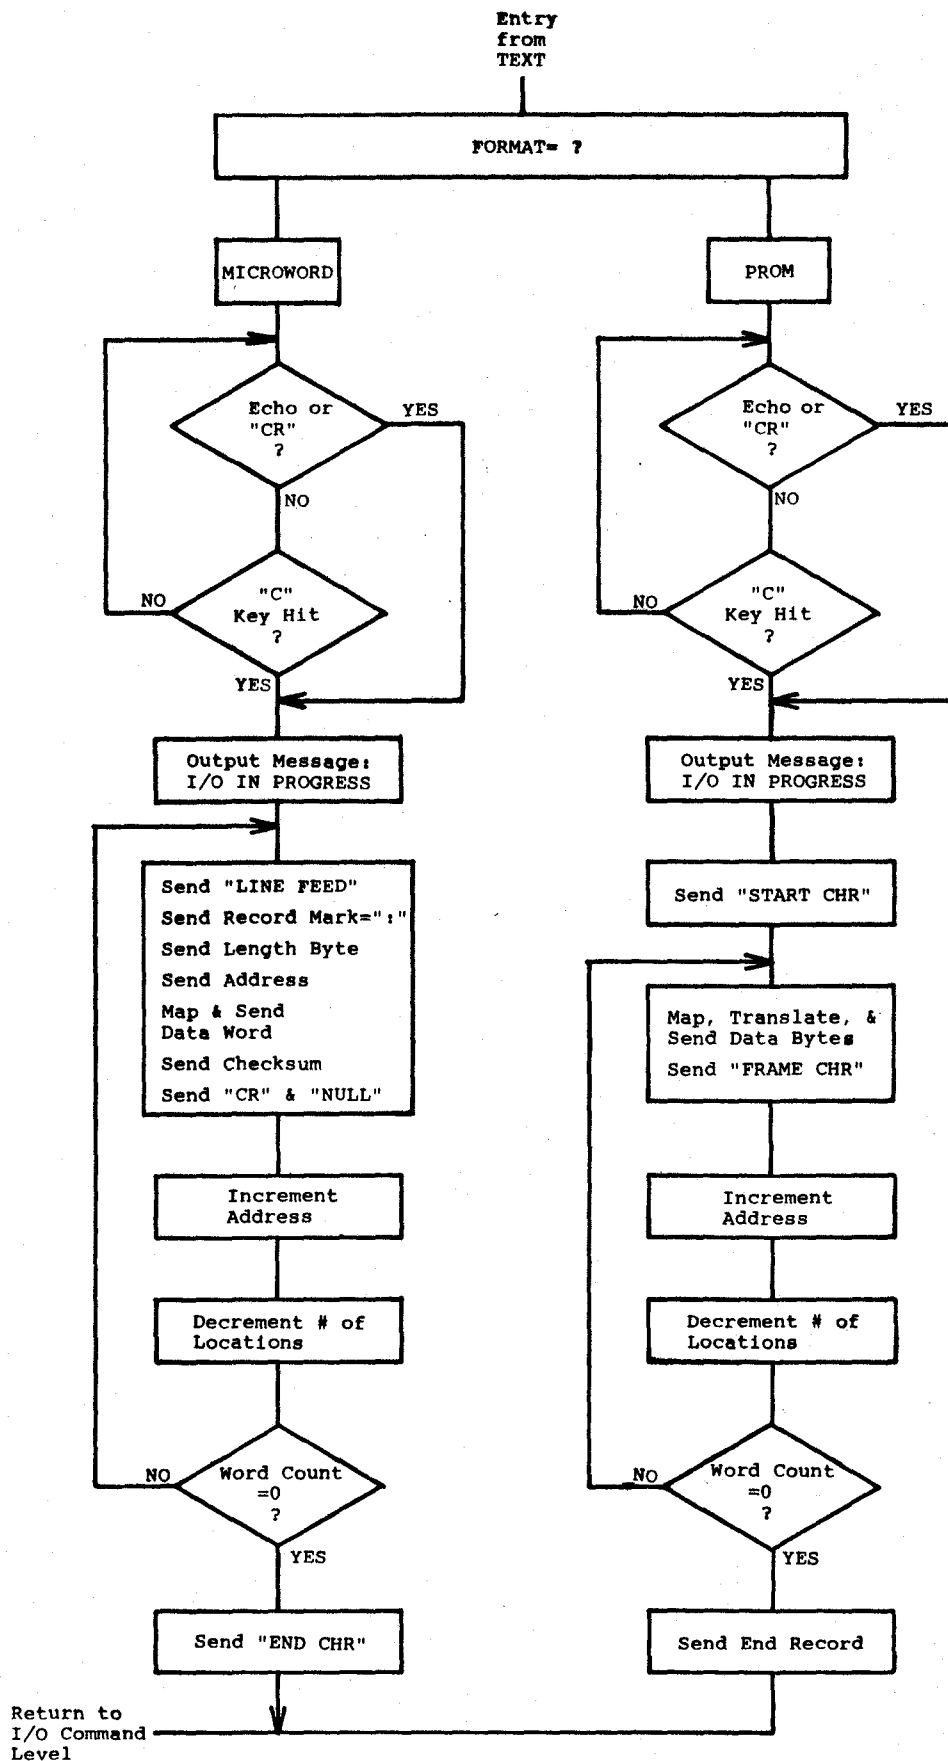 Entry
from
TEXT
FORMAT= ?
MICROWORD
Echo or
"CR"
?
YES
NO
"C"
Key Hit
?
NO
YES
Output Message:
I/O IN PROGRESS
Send "LINE FEED"
Send Record Mark=":"
Send Length Byte
Send Address
Map & Send
Data Word
Send Checksum
Send "CR" & "NULL"
Increment
Address
Decrement # of
Locations
Word Count
=0
?
NO
YES
Send "END CHR"
PROM
Echo or
"CR"
?
YES
NO
"C"
Key Hit
?
NO
YES
Output Message:
I/O IN PROGRESS
Send "START CHR"
Map, Translate, &
Send Data Bytes
Send "FRAME CHR"
Increment
Address
Decrement # of
Locations
Word Count
=0
?
NO
YES
Send End Record
Return to
I/O Command
Level